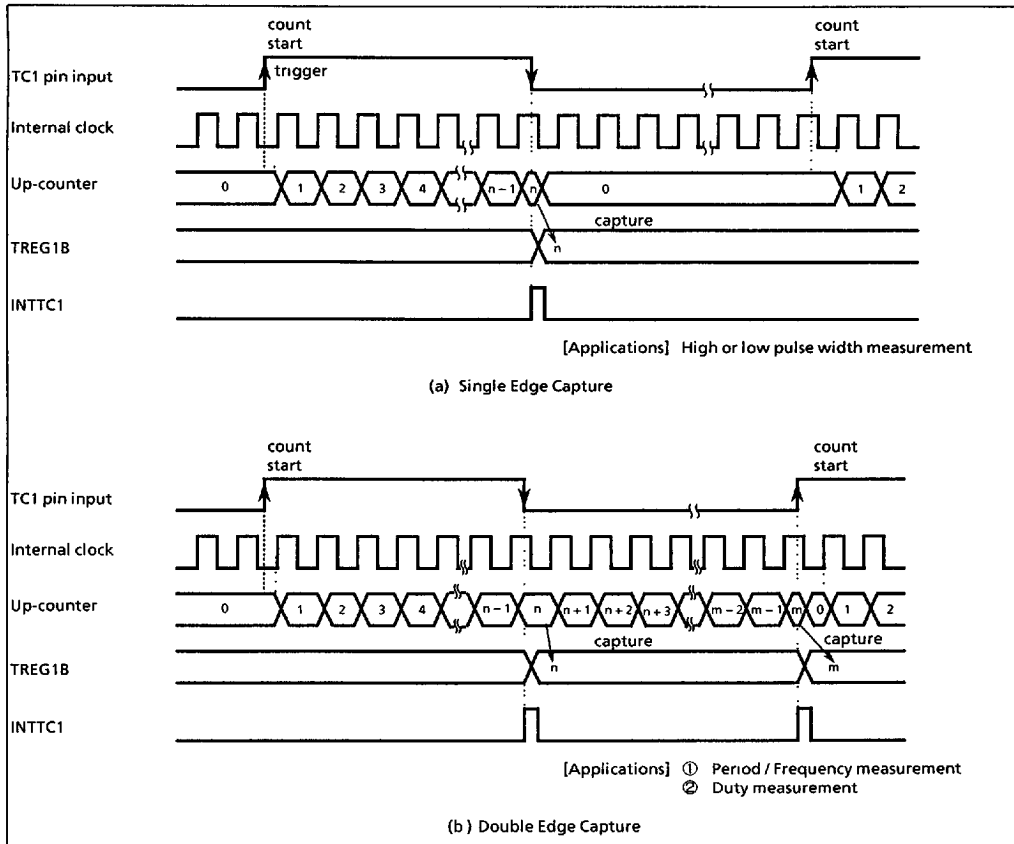 count
start
TC1 pin input
trigger
count
start
Internal clock
Up-counter
0 1 2 3 4 n-1 n 0 1 2
capture
TREG1B
n
INTTC1
[Applications] High or low pulse width measurement
(a) Single Edge Capture
count
start
TC1 pin input
count
start
Internal clock
Up-counter
0 1 2 3 4 n-1 n n+1 n+2 n+3 m-2 m-1 m 0 1 2
capture
capture
TREG1B
n
m
INTTC1
[Applications] ① Period / Frequency measurement
② Duty measurement
(b) Double Edge Capture